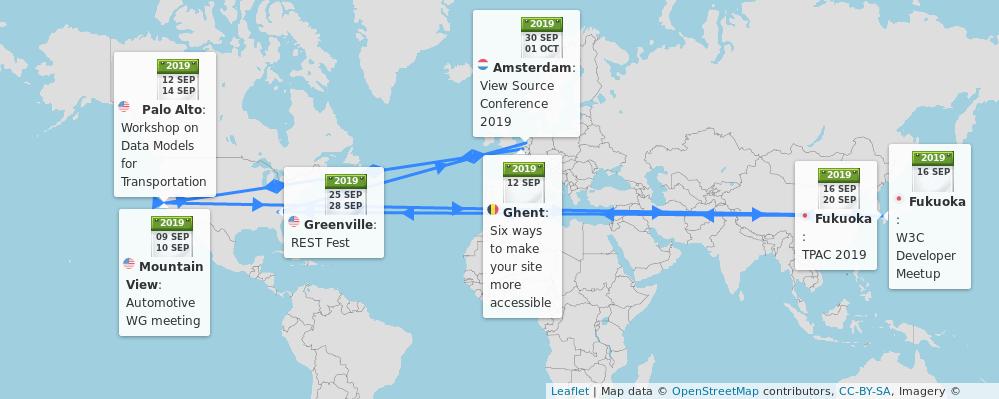 2019
30 SEP
01 OCT
Amsterdam:
View Source
Conference
2019
2019
12 SEP
14 SEP
Palo Alto:
Workshop on
Data Models
for
Transportation
2019
09 SEP
10 SEP
Mountain
View:
Automotive
WG meeting
2019
25 SEP
28 SEP
Greenville:
REST Fest
2019
12 SEP
Ghent:
Six ways
to make
your site
more
accessible
2019
16 SEP
20 SEP
Fukuoka
:
TPAC 2019
2019
16 SEP
Fukuoka
:
W3C
Developer
Meetup
Leaflet | Map data © OpenStreetMap contributors, CC-BY-SA, Imagery ©